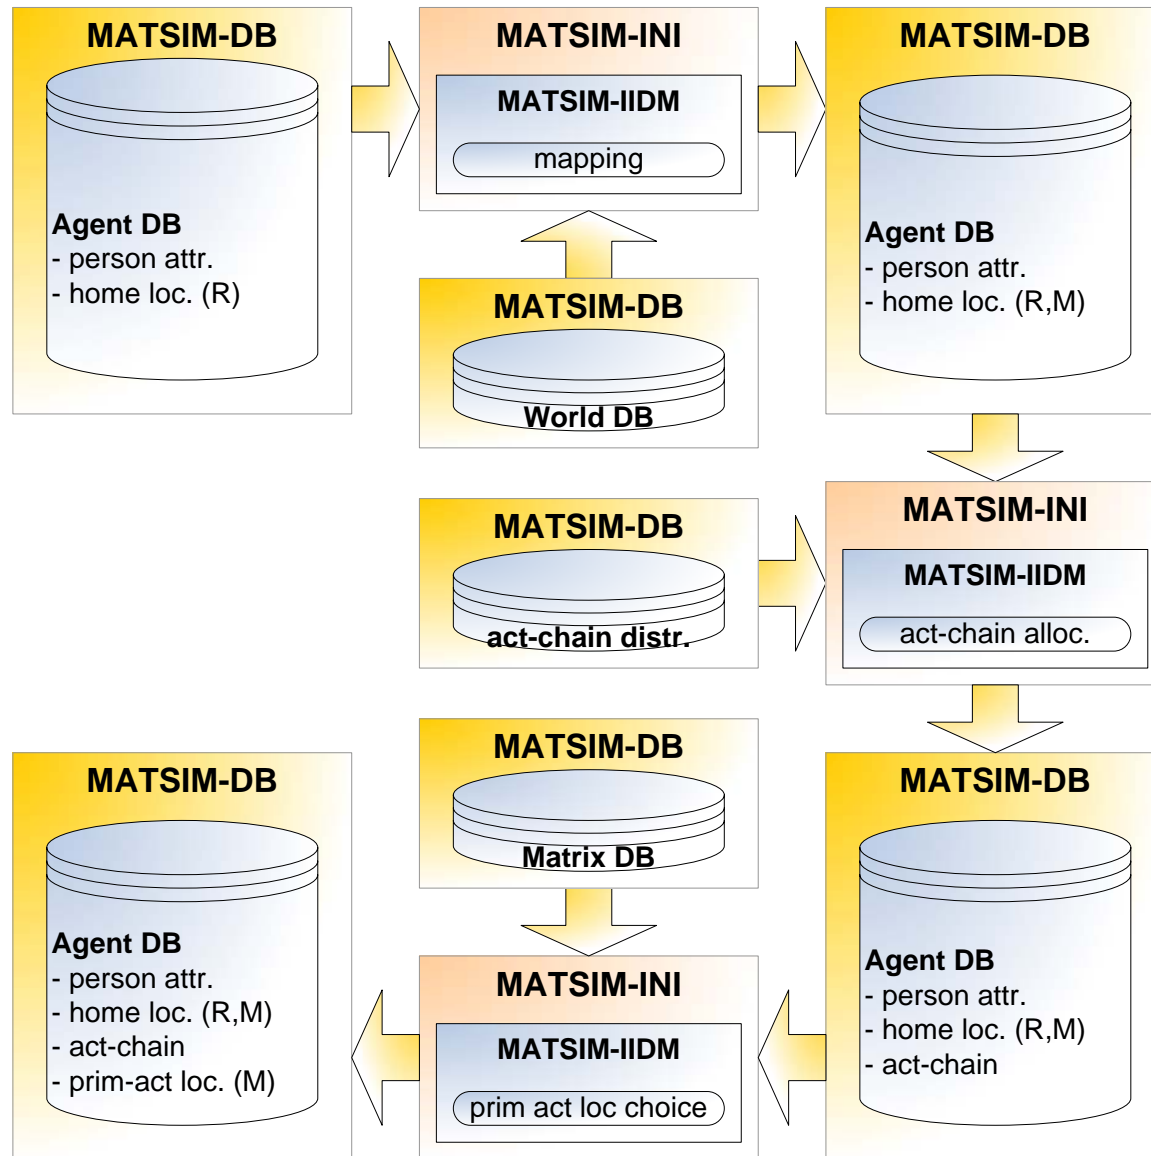 MATSIM-DB
Agent DB
- person attr.
- home loc. (R)
MATSIM-INI
MATSIM-IIDM
mapping
MATSIM-DB
Agent DB
- person attr.
- home loc. (R,M)
MATSIM-DB
World DB
MATSIM-DB
act-chain distr.
MATSIM-INI
MATSIM-IIDM
act-chain alloc.
MATSIM-DB
Agent DB
- person attr.
- home loc. (R,M)
- act-chain
- prim-act loc. (M)
MATSIM-DB
Matrix DB
MATSIM-INI
MATSIM-IIDM
prim act loc choice
MATSIM-DB
Agent DB
- person attr.
- home loc. (R,M)
- act-chain